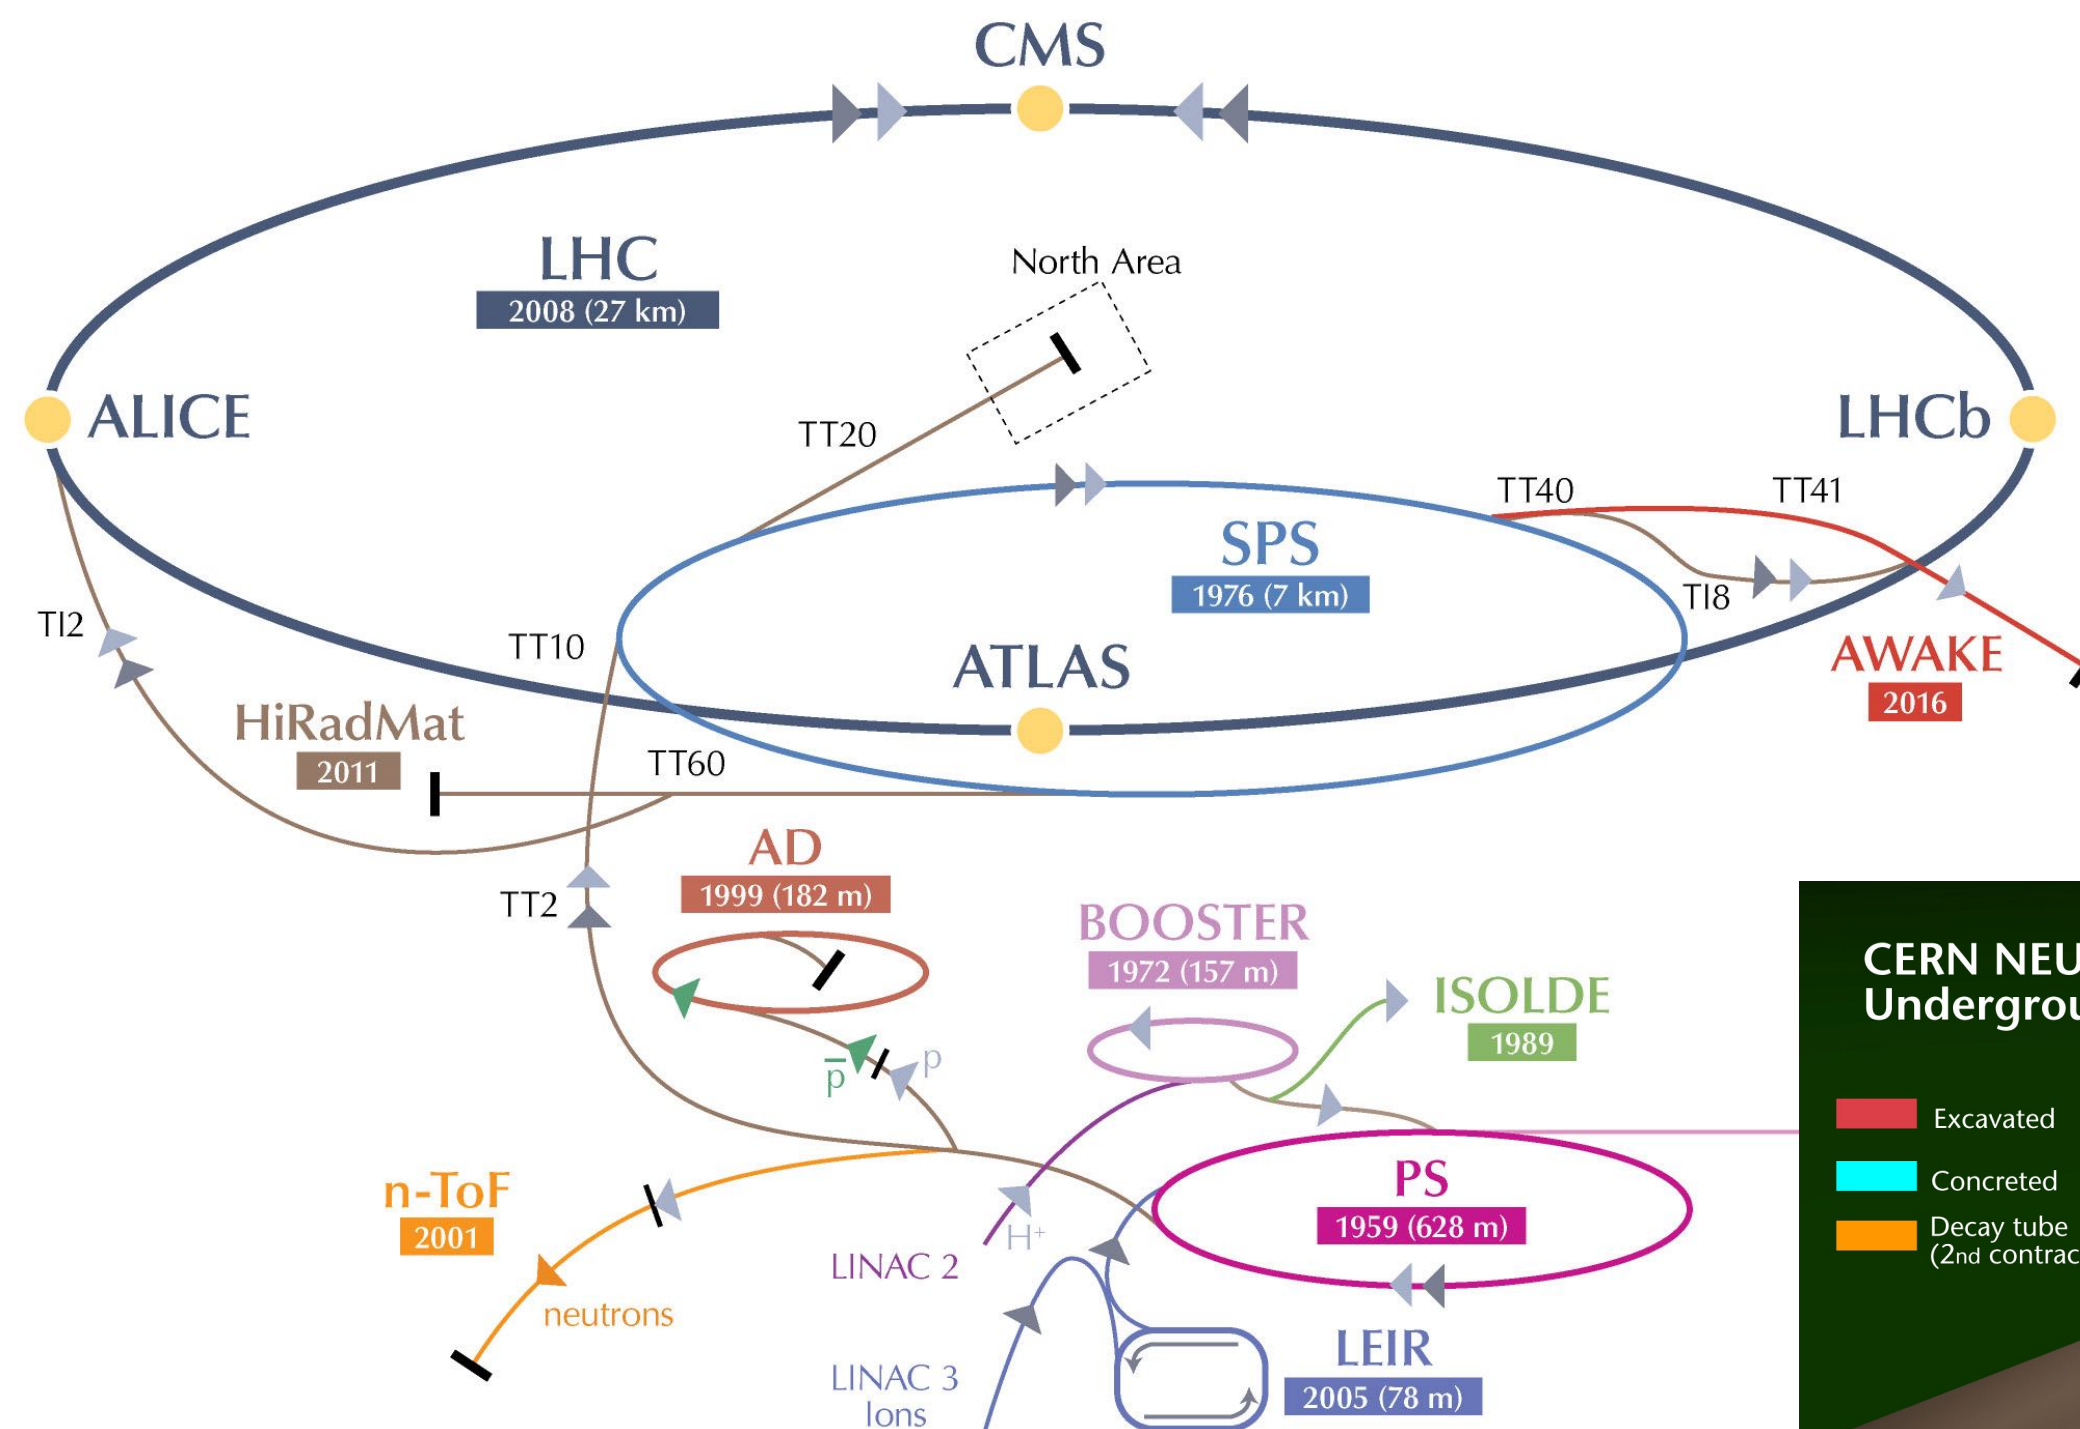 CMS
LHC
2008 (27 km)
North Area
ALICE
LHCb
TT20
TT40
TT41
SPS
1976 (7 km)
TI8
TI2
TT10
ATLAS
AWAKE
2016
HiRadMat
2011
TT60
AD
1999 (182 m)
TT2
BOOSTER
1972 (157 m)
ISOLDE
1989
p
p̅
CERN NEU
Undergrou
Excavated
Concreted
Decay tube
(2nd contrac
n-ToF
2001
PS
1959 (628 m)
H+
LINAC 2
neutrons
LEIR
2005 (78 m)
LINAC 3
Ions